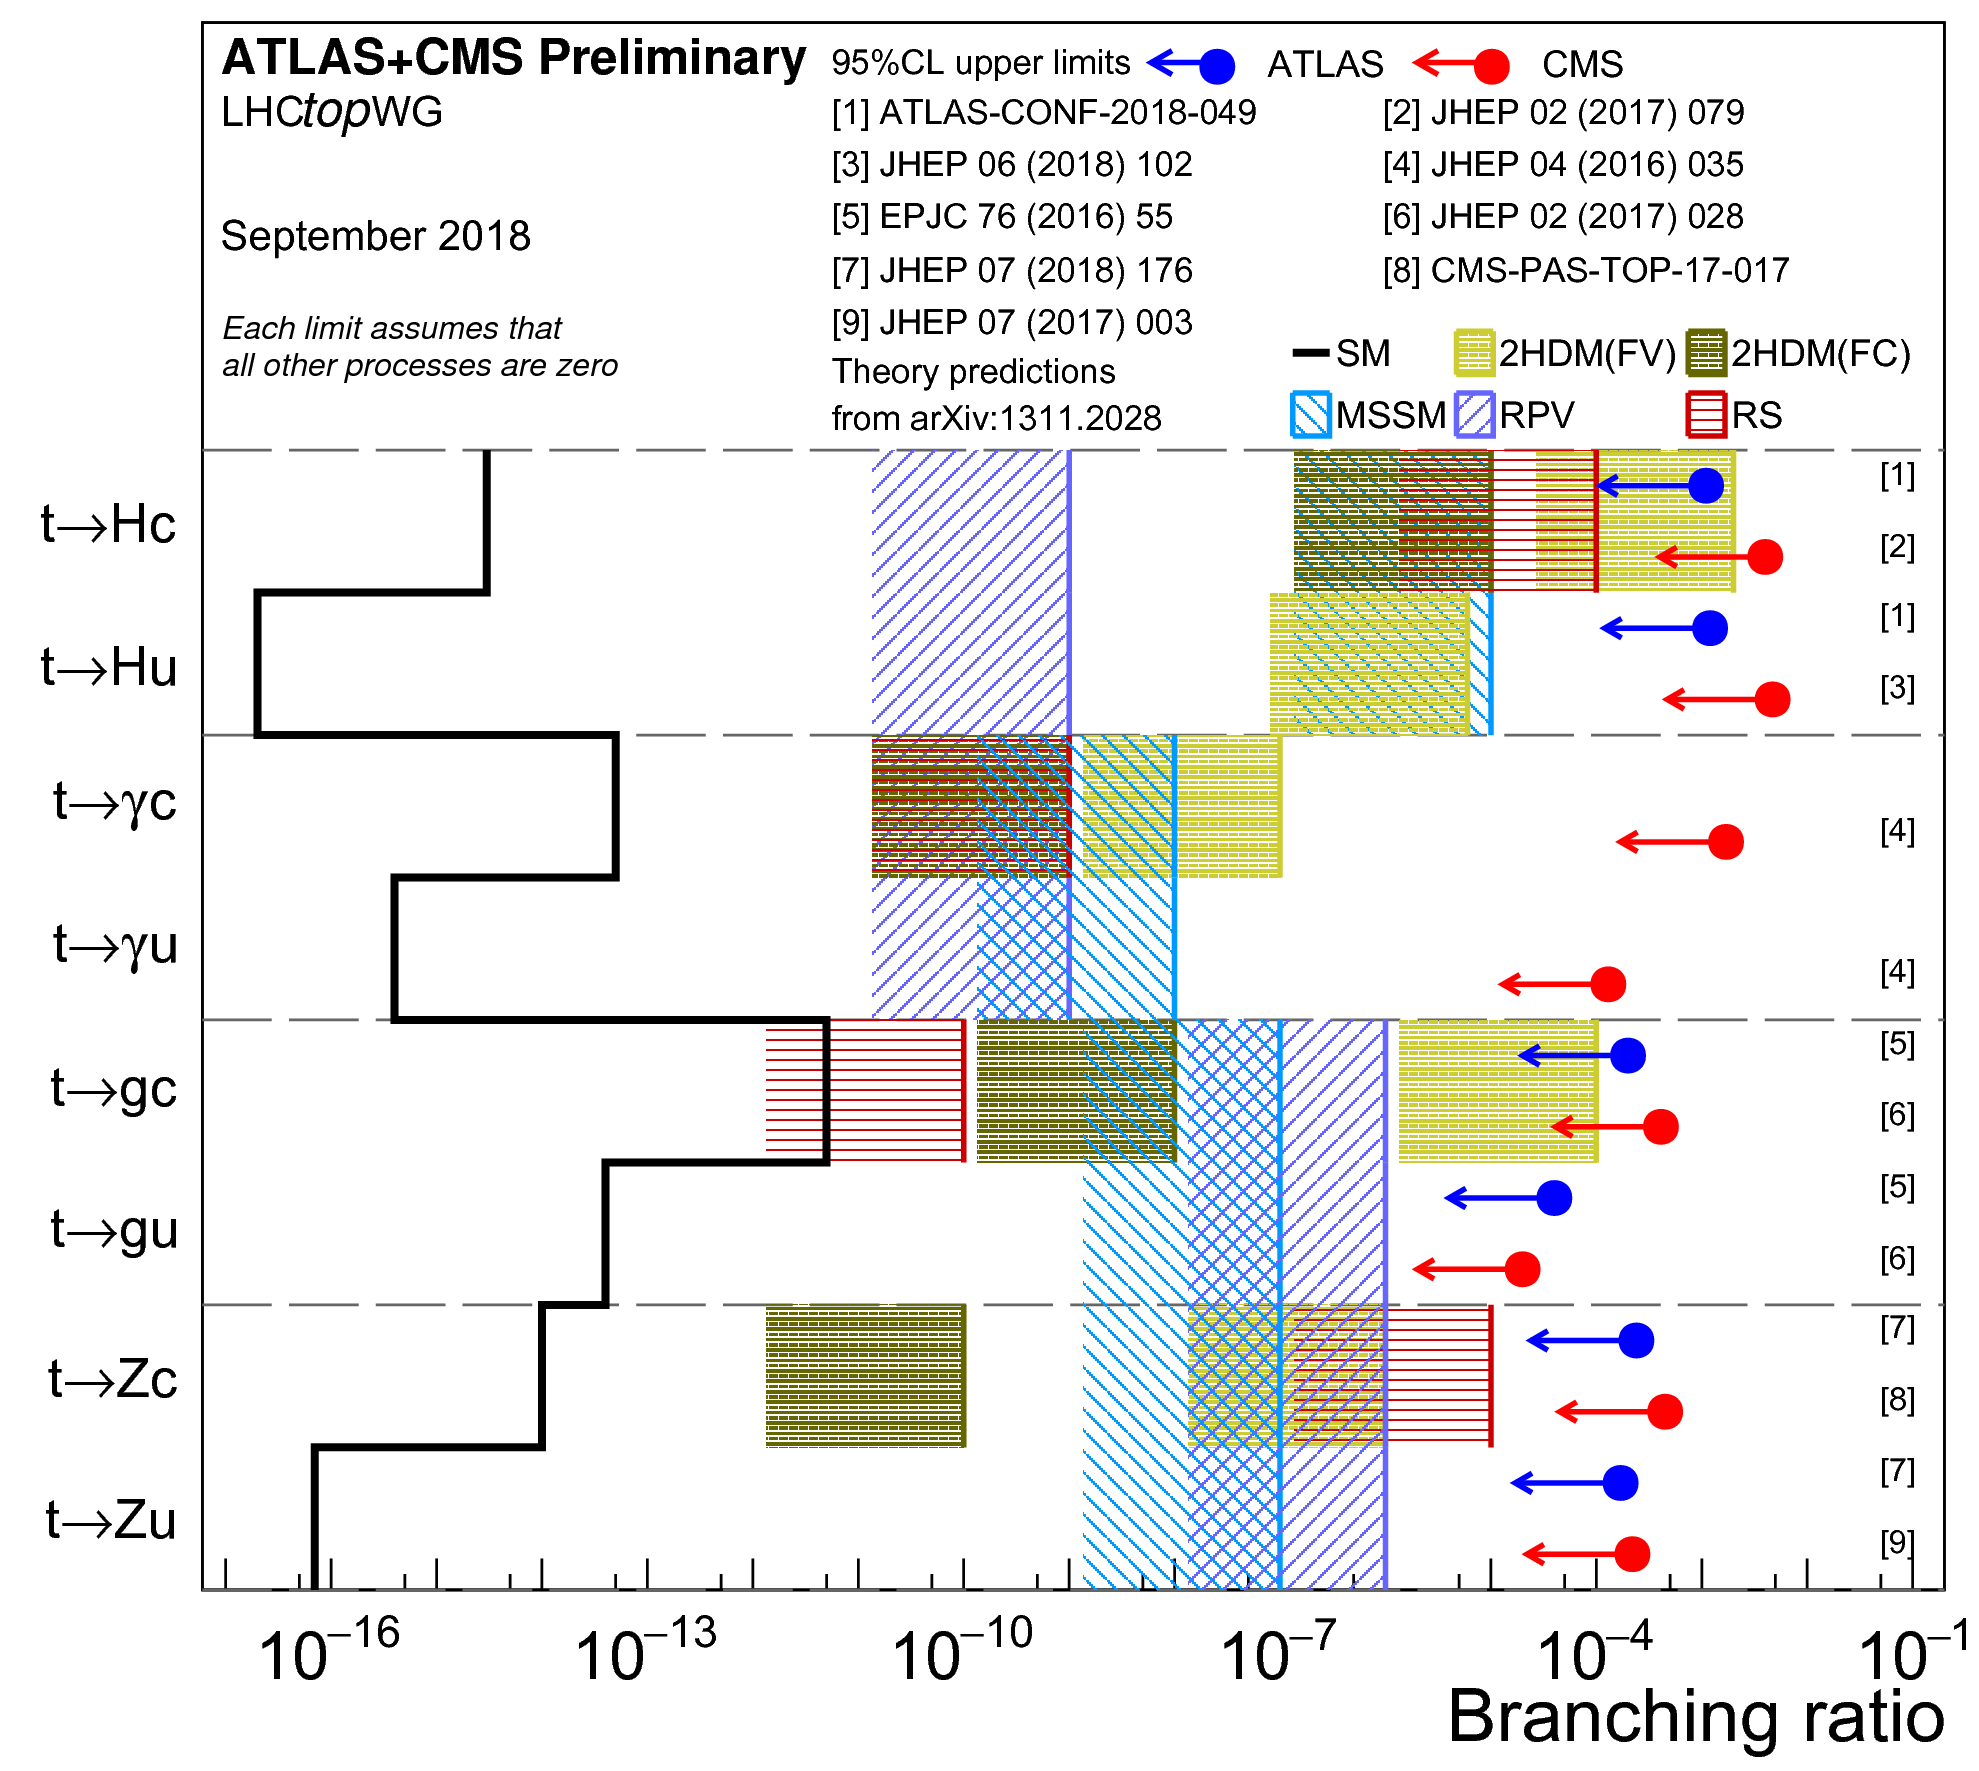 ATLAS+CMS Preliminary
LHCtopWG
September 2018
Each limit assumes that
all other processes are zero
95%CL upper limits ATLAS CMS
[1] ATLAS-CONF-2018-049 [2] JHEP 02 (2017) 079
[3] JHEP 06 (2018) 102 [4] JHEP 04 (2016) 035
[5] EPJC 76 (2016) 55 [6] JHEP 02 (2017) 028
[7] JHEP 07 (2018) 176 [8] CMS-PAS-TOP-17-017
[9] JHEP 07 (2017) 003
Theory predictions
from arXiv:1311.2028
SM 2HDM(FV) 2HDM(FC)
MSSM RPV RS
[1]
t→Hc
[2]
[1]
t→Hu
[3]
t→γc
[4]
t→γu
[4]
[5]
t→gc
[6]
[5]
t→gu
[6]
[7]
t→Zc
[8]
[7]
t→Zu
[9]
10⁻¹⁶ 10⁻¹³ 10⁻¹⁰ 10⁻⁷ 10⁻⁴ 10⁻¹
Branching ratio